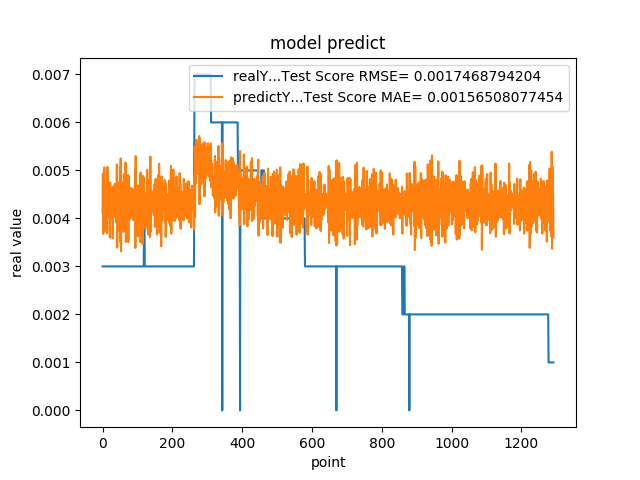 model predict
realY...Test Score RMSE= 0.0017468794204
predictY...Test Score MAE= 0.00156508077454
0.007
0.006
0.005
0.004
0.003
0.002
0.001
0.000
real value
0 200 400 600 800 1000 1200
point